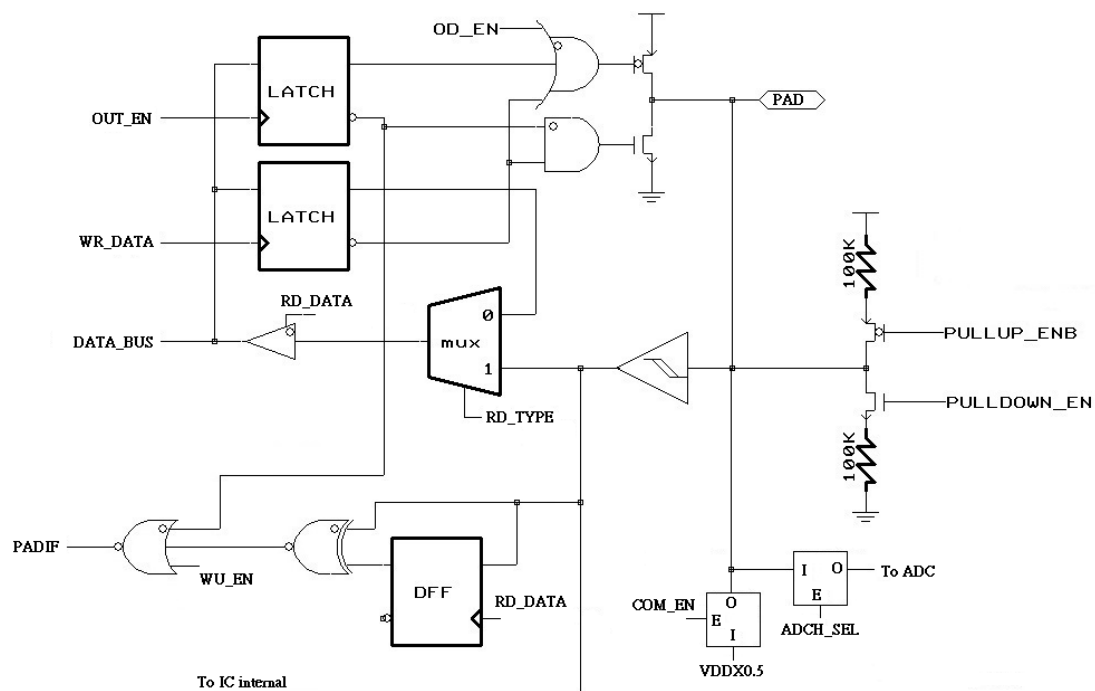 OD_EN
LATCH
PAD
OUT_EN
LATCH
WR_DATA
100K
RD_DATA
0
PULLUP_ENB
DATA_BUS
mux
1
PULLDOWN_EN
RD_TYPE
100K
PADIF
WU_EN
DFF
RD_DATA
I O
To ADC
E
COM_EN
O
E
I
ADCH_SEL
VDDX0.5
To IC internal